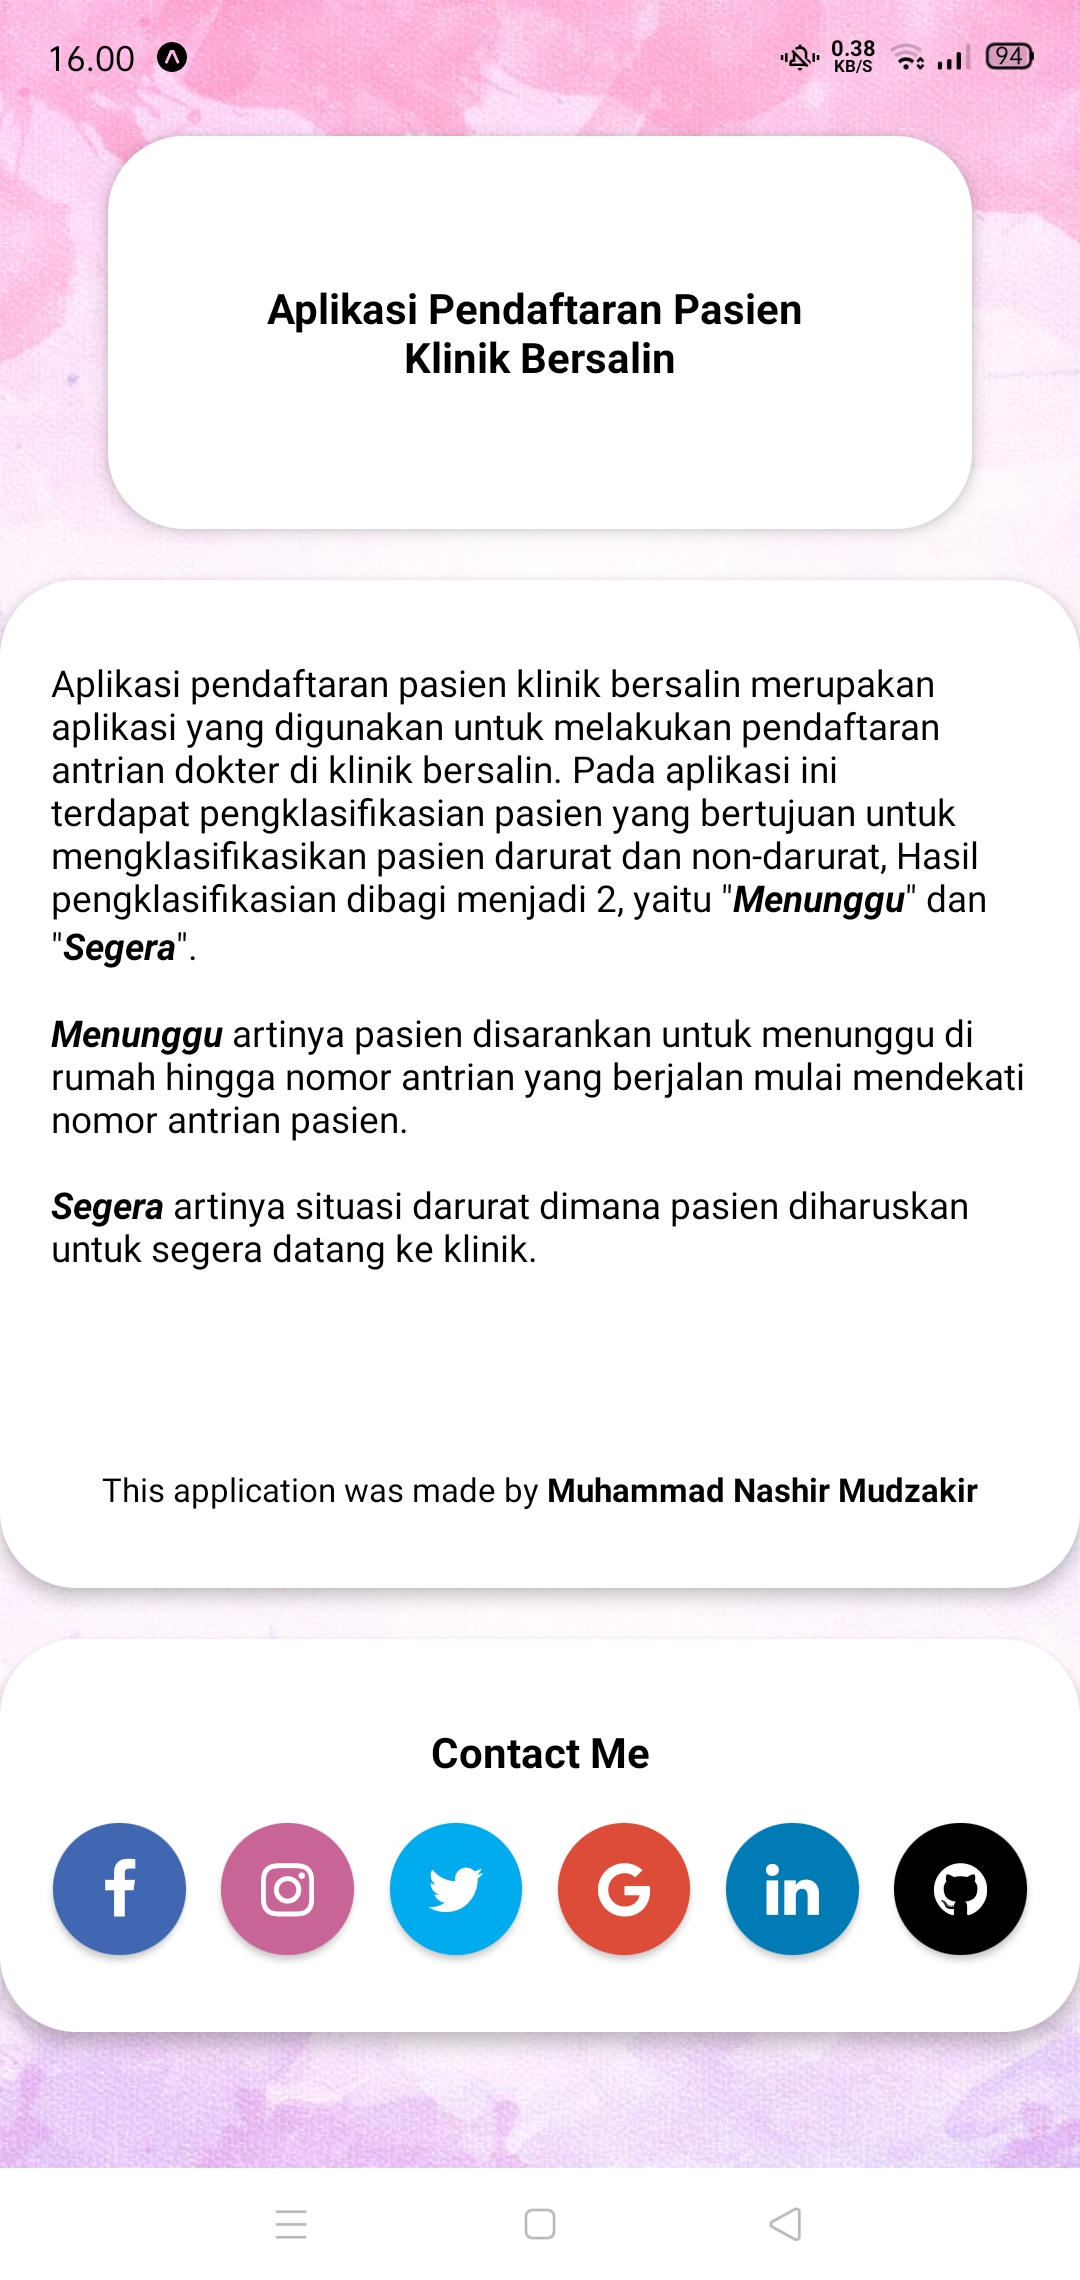 16.00
0.38
KB/S
94
Aplikasi Pendaftaran Pasien
Klinik Bersalin
Aplikasi pendaftaran pasien klinik bersalin merupakan
aplikasi yang digunakan untuk melakukan pendaftaran
antrian dokter di klinik bersalin. Pada aplikasi ini
terdapat pengklasifikasian pasien yang bertujuan untuk
mengklasifikasikan pasien darurat dan non-darurat, Hasil
pengklasifikasian dibagi menjadi 2, yaitu "Menunggu" dan
"Segera".
Menunggu artinya pasien disarankan untuk menunggu di
rumah hingga nomor antrian yang berjalan mulai mendekati
nomor antrian pasien.
Segera artinya situasi darurat dimana pasien diharuskan
untuk segera datang ke klinik.
This application was made by Muhammad Nashir Mudzakir
Contact Me